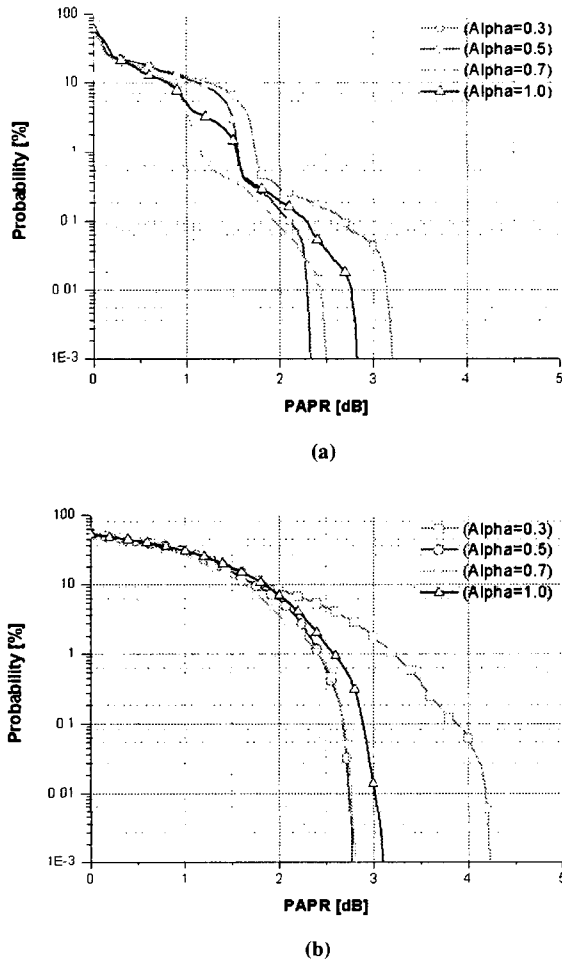 100
10
1
0.1
0 01
1E-3
Probability [%]
(Alpha=0.3)
(Alpha=0.5)
(Alpha=0.7)
(Alpha=1.0)
0 1 2 3 4 5
PAPR [dB]
(a)
100
10
1
0.1
0 01
1E-3
Probability [%]
(Alpha=0.3)
(Alpha=0.5)
(Alpha=0.7)
(Alpha=1.0)
0 1 2 3 4 5
PAPR [dB]
(b)